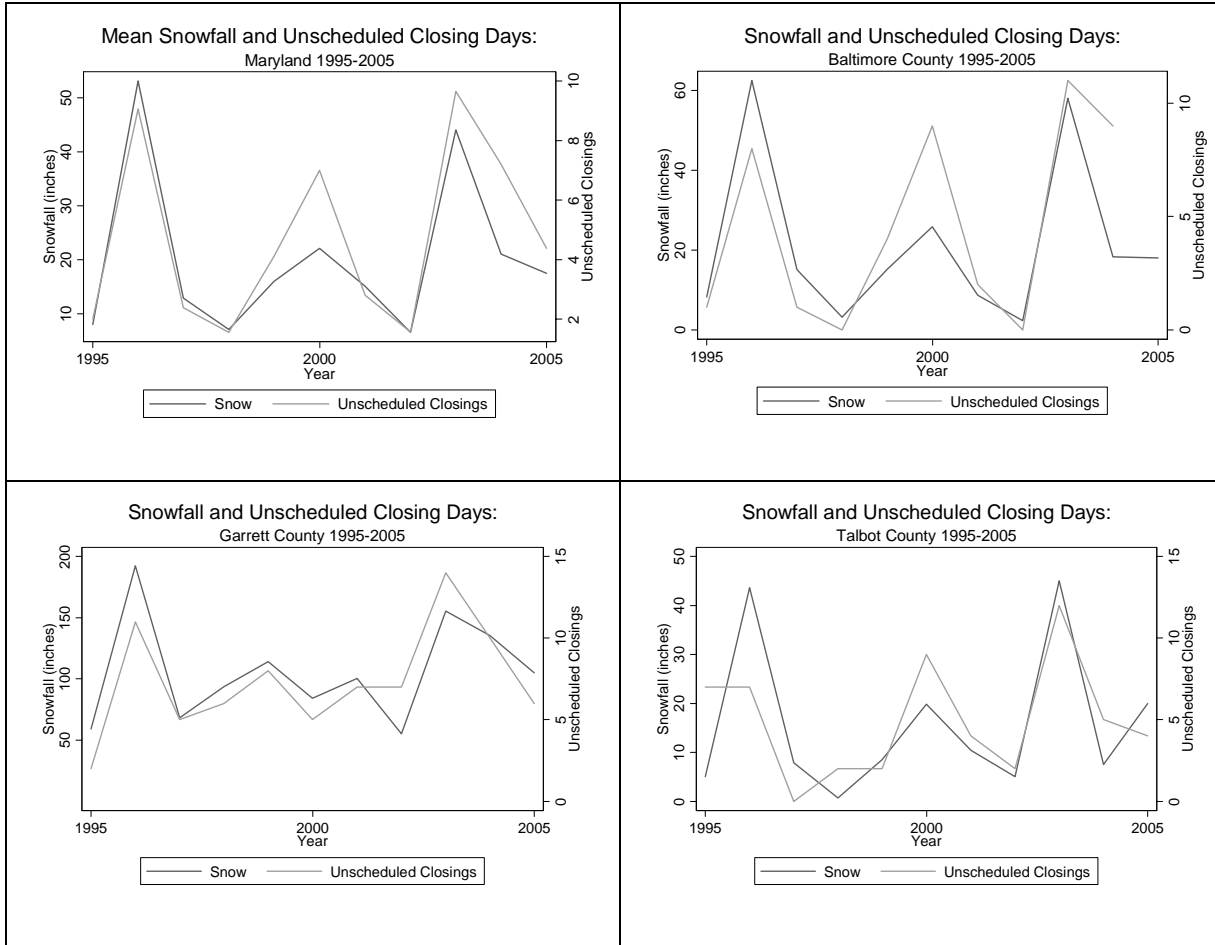 Mean Snowfall and Unscheduled Closing Days:
Maryland 1995-2005
50
40
30
20
10
Snowfall (inches)
10
8
6
4
2
Unscheduled Closings
1995
2000
2005
Year
Snow
Unscheduled Closings
Snowfall and Unscheduled Closing Days:
Baltimore County 1995-2005
60
40
20
0
Snowfall (inches)
10
5
0
Unscheduled Closings
1995
2000
2005
Year
Snow
Unscheduled Closings
Snowfall and Unscheduled Closing Days:
Garrett County 1995-2005
200
150
100
50
Snowfall (inches)
15
10
5
0
Unscheduled Closings
1995
2000
2005
Year
Snow
Unscheduled Closings
Snowfall and Unscheduled Closing Days:
Talbot County 1995-2005
50
40
30
20
10
0
Snowfall (inches)
15
10
5
0
Unscheduled Closings
1995
2000
2005
Year
Snow
Unscheduled Closings